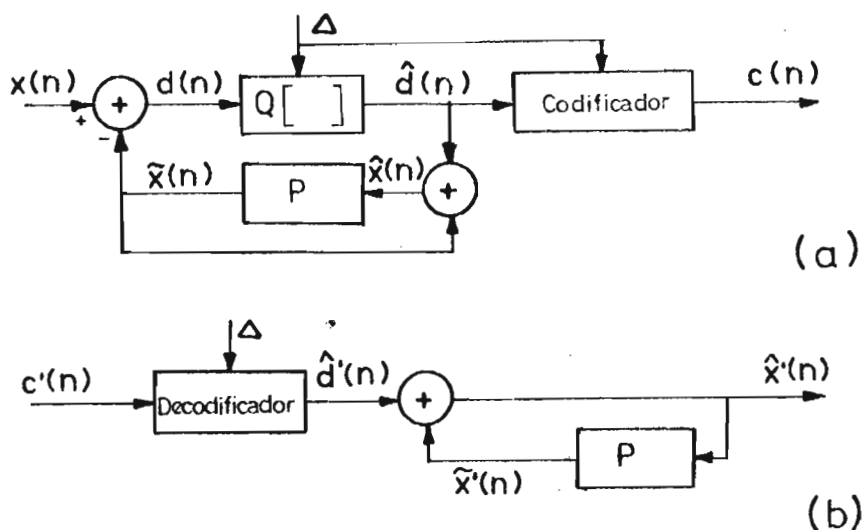 Δ
x(n) + + d(n) Q[ ] d̂(n) Codificador c(n)
-
x̃(n) P x̂(n) +
(a)
Δ
c'(n) Decodificador d̂'(n) + x̂'(n)
P
x̃'(n)
(b)